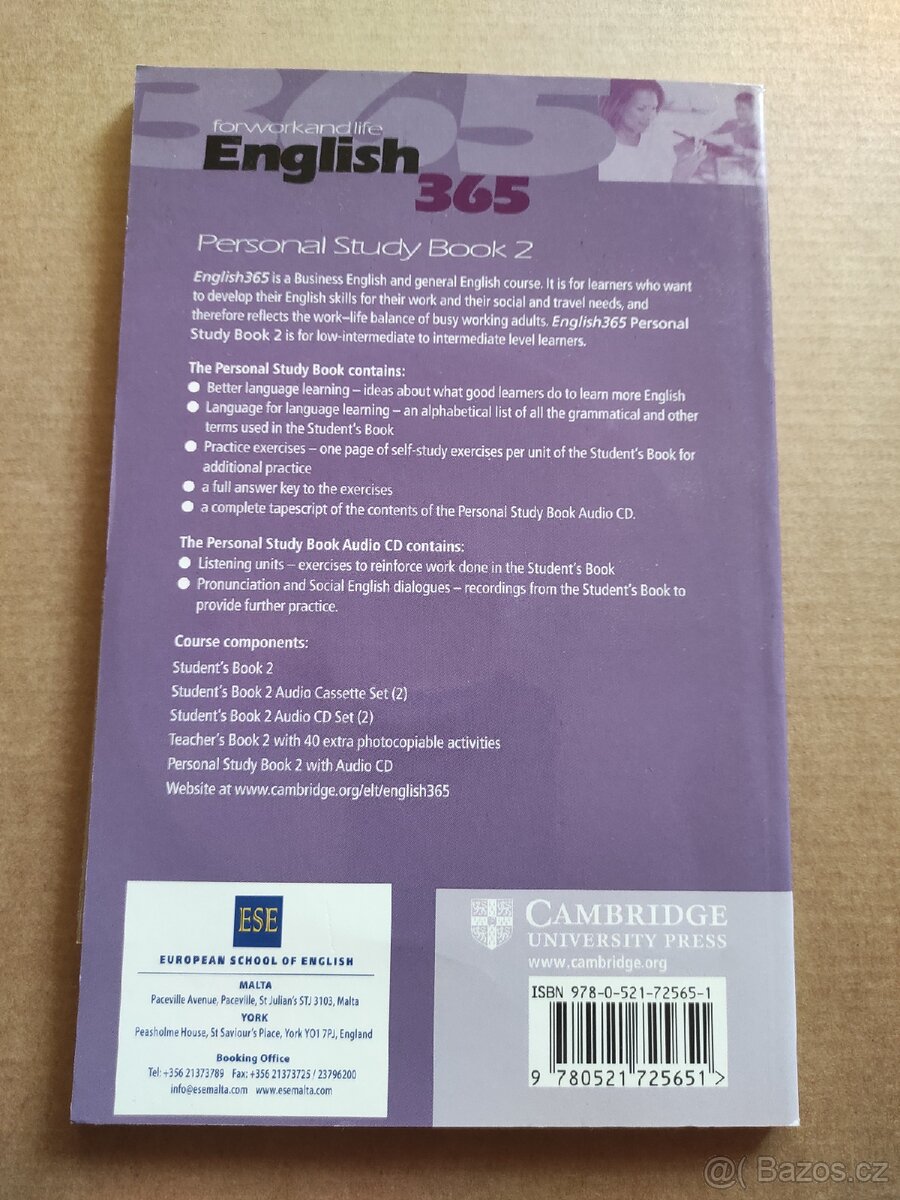 365
forworkandlife
English
365
Personal Study Book 2
English365 is a Business English and general English course. It is for learners who want
to develop their English skills for their work and their social and travel needs, and
therefore reflects the work–life balance of busy working adults. English365 Personal
Study Book 2 is for low-intermediate to intermediate level learners.
The Personal Study Book contains:
● Better language learning – ideas about what good learners do to learn more English
● Language for language learning – an alphabetical list of all the grammatical and other
terms used in the Student's Book
● Practice exercises – one page of self-study exercises per unit of the Student's Book for
additional practice
● a full answer key to the exercises
● a complete tapescript of the contents of the Personal Study Book Audio CD.
The Personal Study Book Audio CD contains:
● Listening units – exercises to reinforce work done in the Student's Book
● Pronunciation and Social English dialogues – recordings from the Student's Book to
provide further practice.
Course components:
Student's Book 2
Student's Book 2 Audio Cassette Set (2)
Student's Book 2 Audio CD Set (2)
Teacher's Book 2 with 40 extra photocopiable activities
Personal Study Book 2 with Audio CD
Website at www.cambridge.org/elt/english365
ESE
EUROPEAN SCHOOL OF ENGLISH
MALTA
Paceville Avenue, Paceville, St Julian's STJ 3103, Malta
YORK
Peasholme House, St Saviour's Place, York YO1 7PJ, England
Booking Office
Tel: +356 21373789 Fax: +356 21373725 / 23796200
info@esemalta.com www.esemalta.com
CAMBRIDGE
UNIVERSITY PRESS
www.cambridge.org
ISBN 978-0-521-72565-1
9 780521 725651 >
@( Bazos.cz